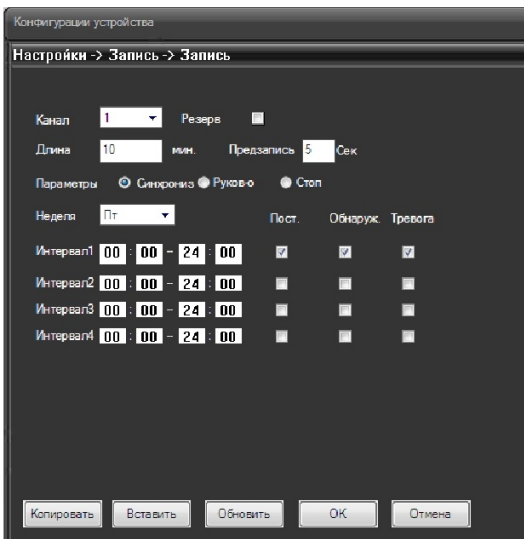 Конфигурации устройства
Настройки -> Запись -> Запись
Канал 1 Резерв
Длина 10 мин. Предзапись 5 Сек
Параметры Синхрониз Руков-о Стоп
Неделя Пт Пост. Обнаруж. Тревога
Интервал1 00 : 00 - 24 : 00
Интервал2 00 : 00 - 24 : 00
Интервал3 00 : 00 - 24 : 00
Интервал4 00 : 00 - 24 : 00
Копировать Вставить Обновить OK Отмена